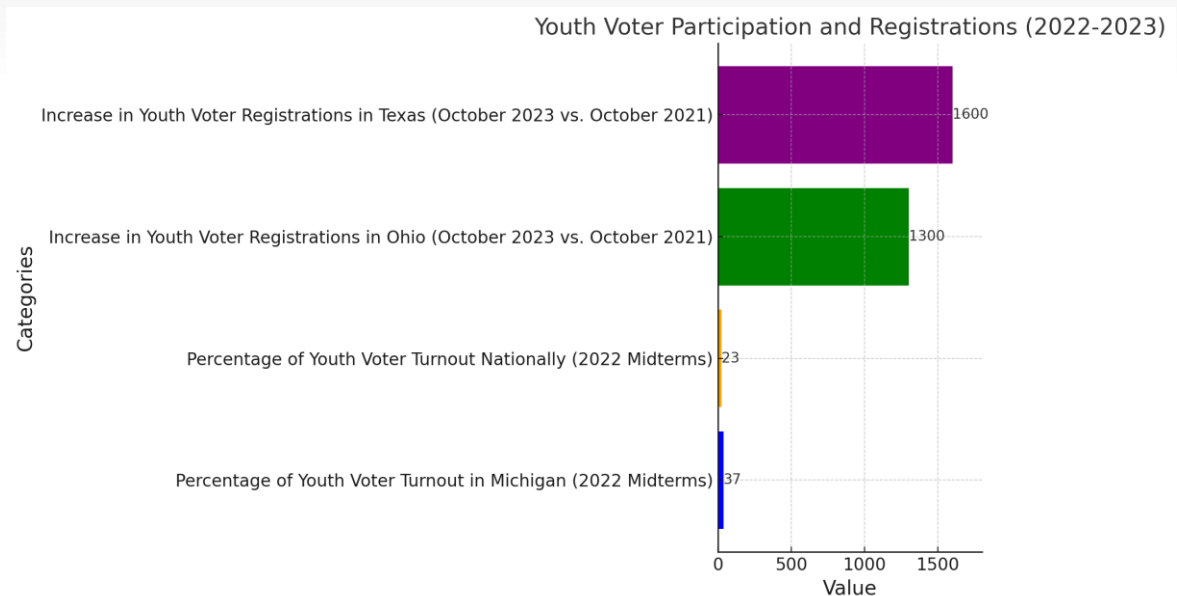 Youth Voter Participation and Registrations (2022-2023)
Increase in Youth Voter Registrations in Texas (October 2023 vs. October 2021)
1600
Increase in Youth Voter Registrations in Ohio (October 2023 vs. October 2021)
1300
Categories
Percentage of Youth Voter Turnout Nationally (2022 Midterms)
23
Percentage of Youth Voter Turnout in Michigan (2022 Midterms)
37
0 500 1000 1500
Value